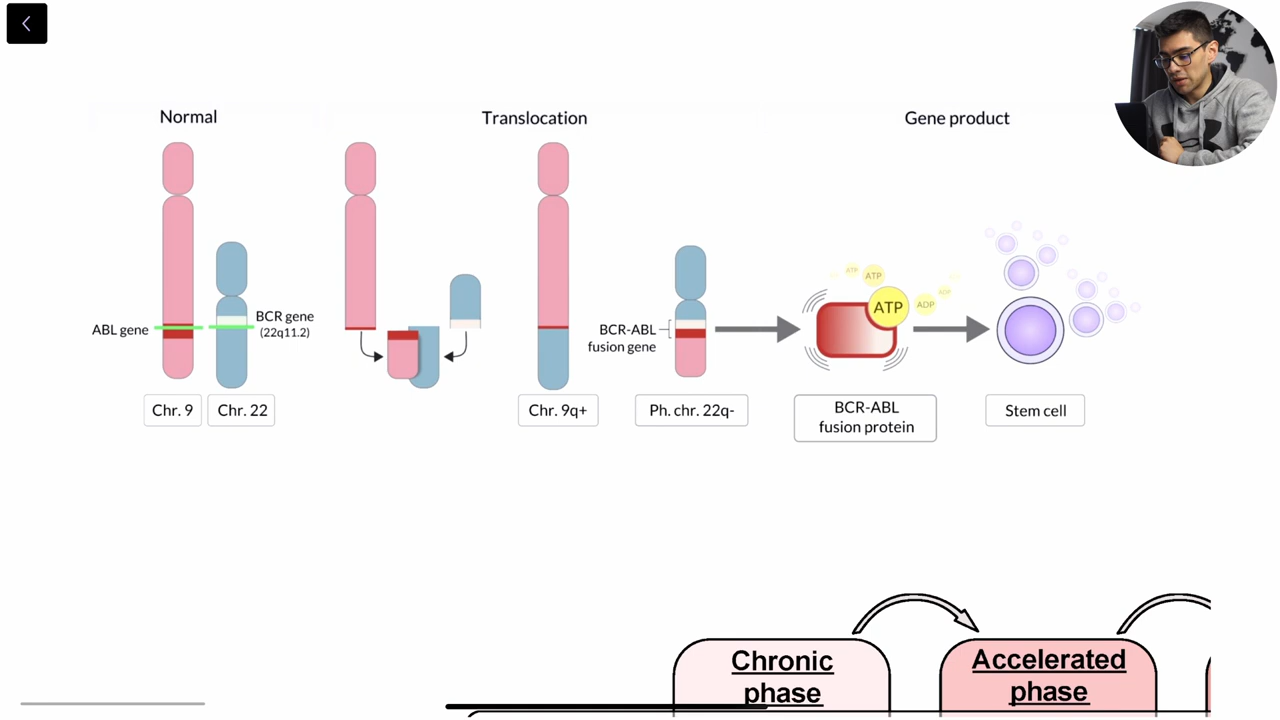 Normal
Translocation
Gene product
ABL gene
BCR gene
(22q11.2)
BCR-ABL
fusion gene
ATP
ATP
ATP
ADP
Chr. 9
Chr. 22
Chr. 9q+
Ph. chr. 22q-
BCR-ABL
fusion protein
Stem cell
Chronic
phase
Accelerated
phase